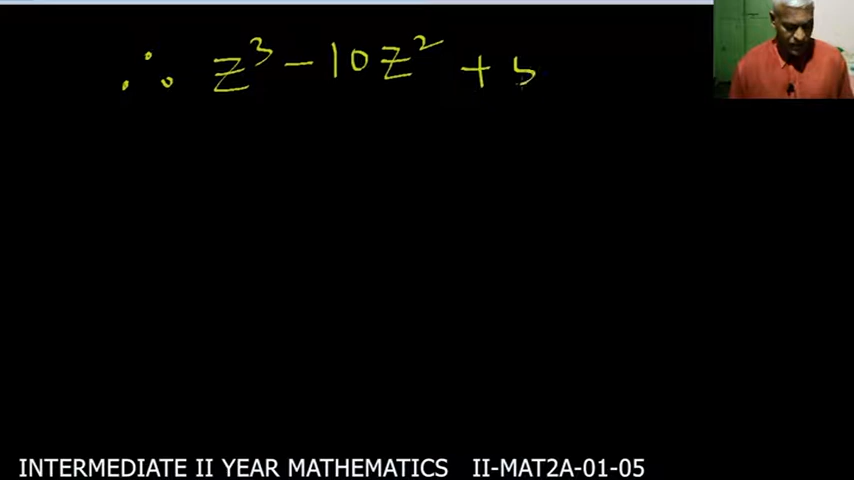 ∴ z³ − 10z² + 5
INTERMEDIATE II YEAR MATHEMATICS II-MAT2A-01-05